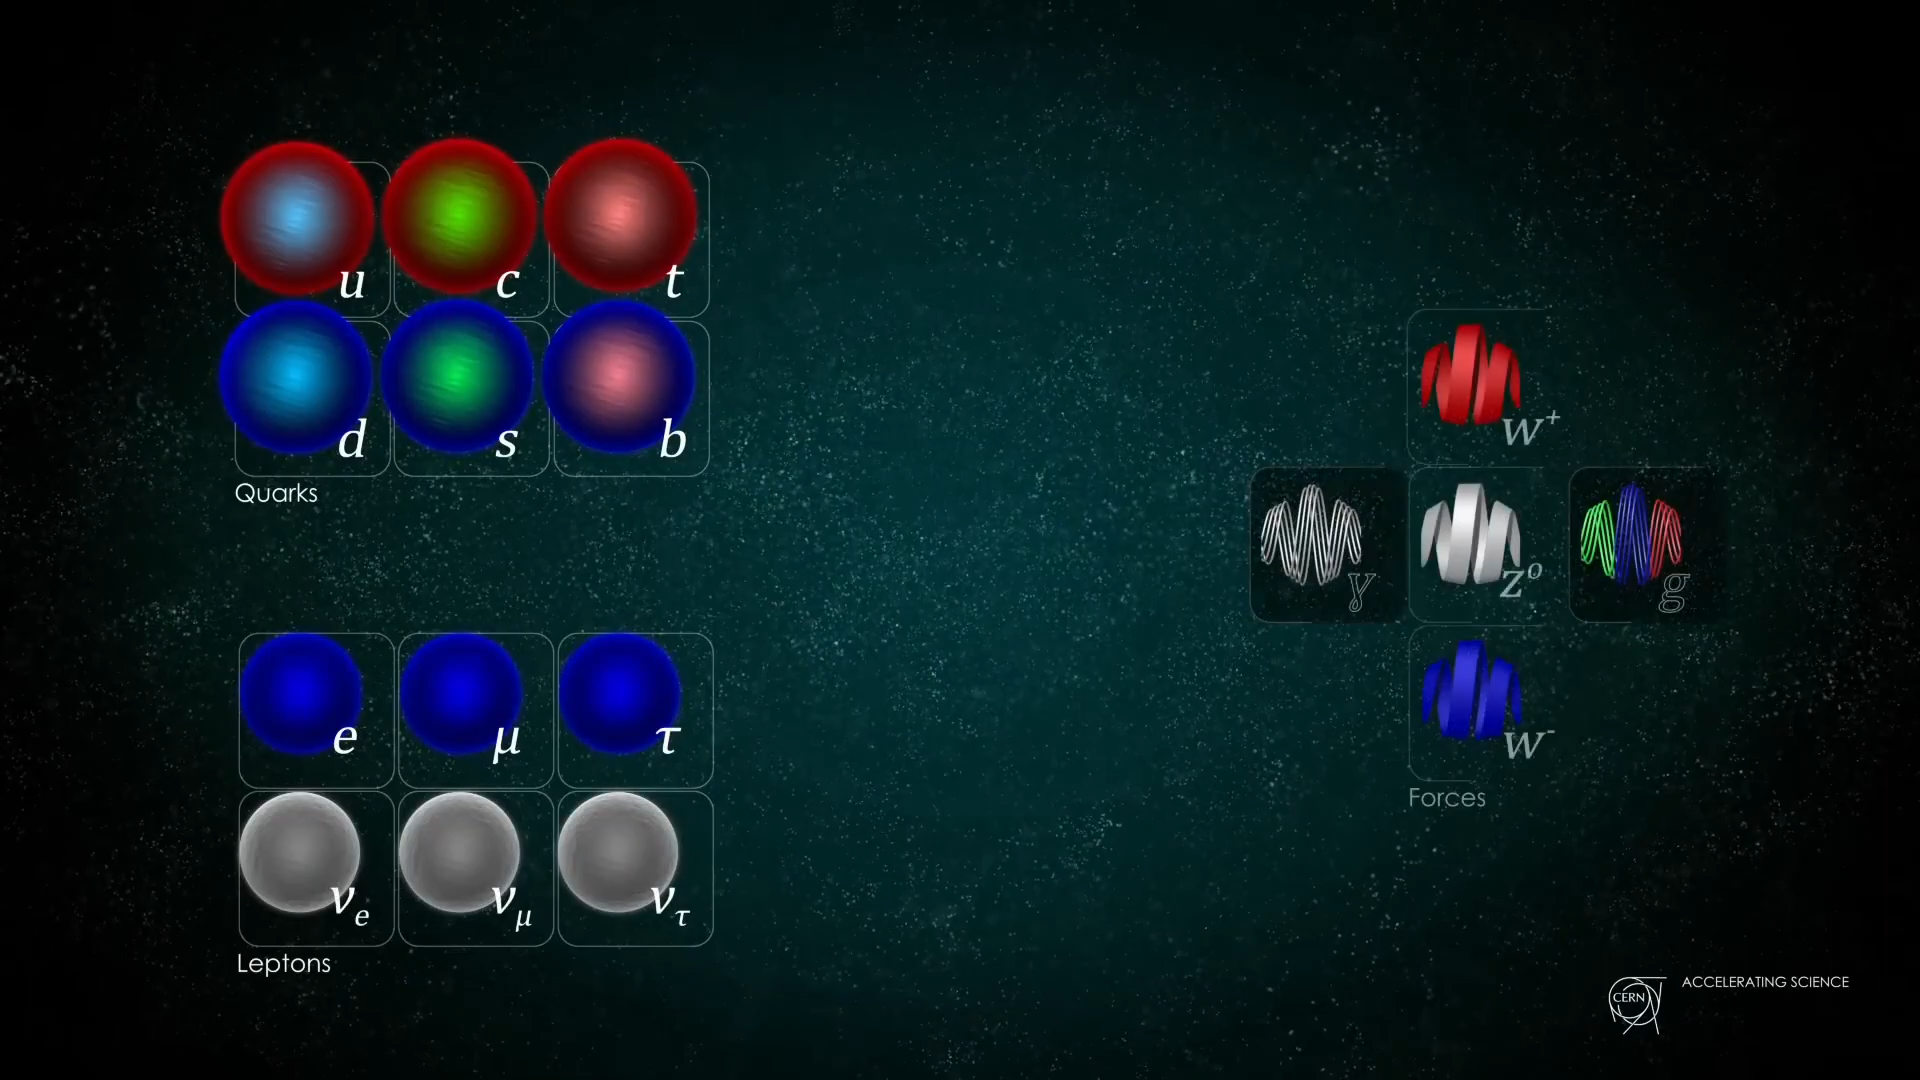 u c t
d s b
Quarks
e μ τ
νe νμ ντ
Leptons
W+
γ Z0 g
W-
Forces
CERN
ACCELERATING SCIENCE